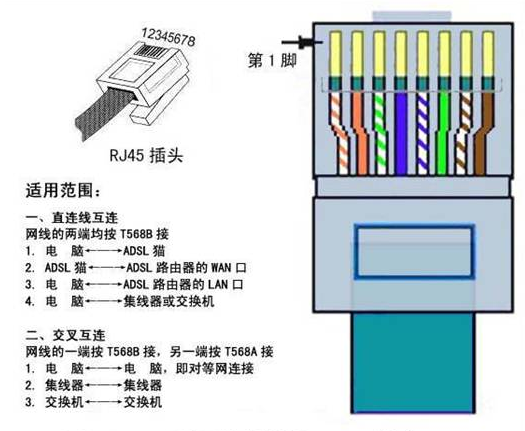 12345678
第1脚
RJ45 插头
适用范围：
一、直连线互连
网线的两端均按 T568B 接
1. 电 脑←——→ADSL 猫
2. ADSL 猫←——→ADSL 路由器的 WAN 口
3. 电 脑←——→ADSL 路由器的 LAN 口
4. 电 脑←——→集线器或交换机
二、交叉互连
网线的一端按 T568B 接，另一端按 T568A 接
1. 电 脑←——→电 脑，即对等网连接
2. 集线器←——→集线器
3. 交换机←——→交换机